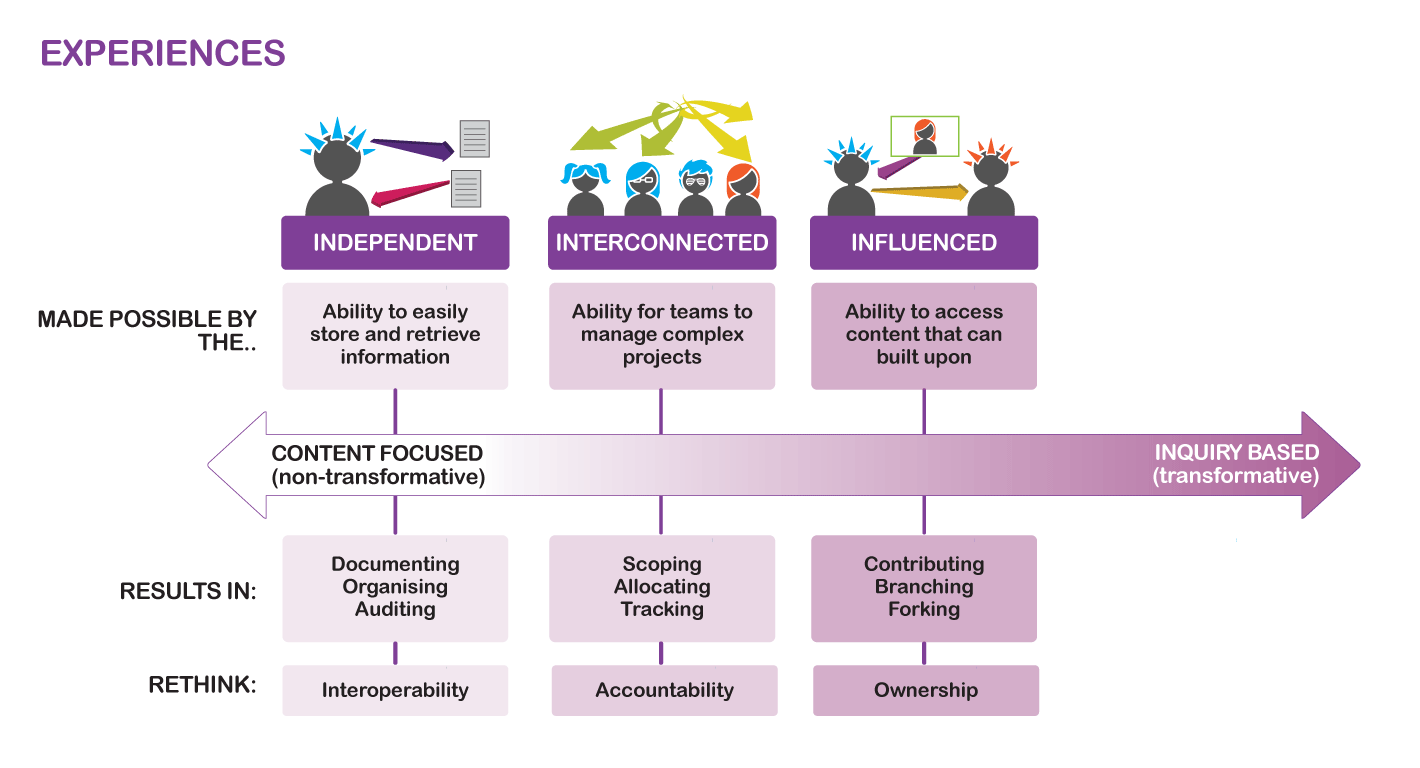 EXPERIENCES
INDEPENDENT
INTERCONNECTED
INFLUENCED
MADE POSSIBLE BY
THE..
Ability to easily
store and retrieve
information
Ability for teams to
manage complex
projects
Ability to access
content that can
built upon
CONTENT FOCUSED
(non-transformative)
INQUIRY BASED
(transformative)
RESULTS IN:
Documenting
Organising
Auditing
Scoping
Allocating
Tracking
Contributing
Branching
Forking
RETHINK:
Interoperability
Accountability
Ownership